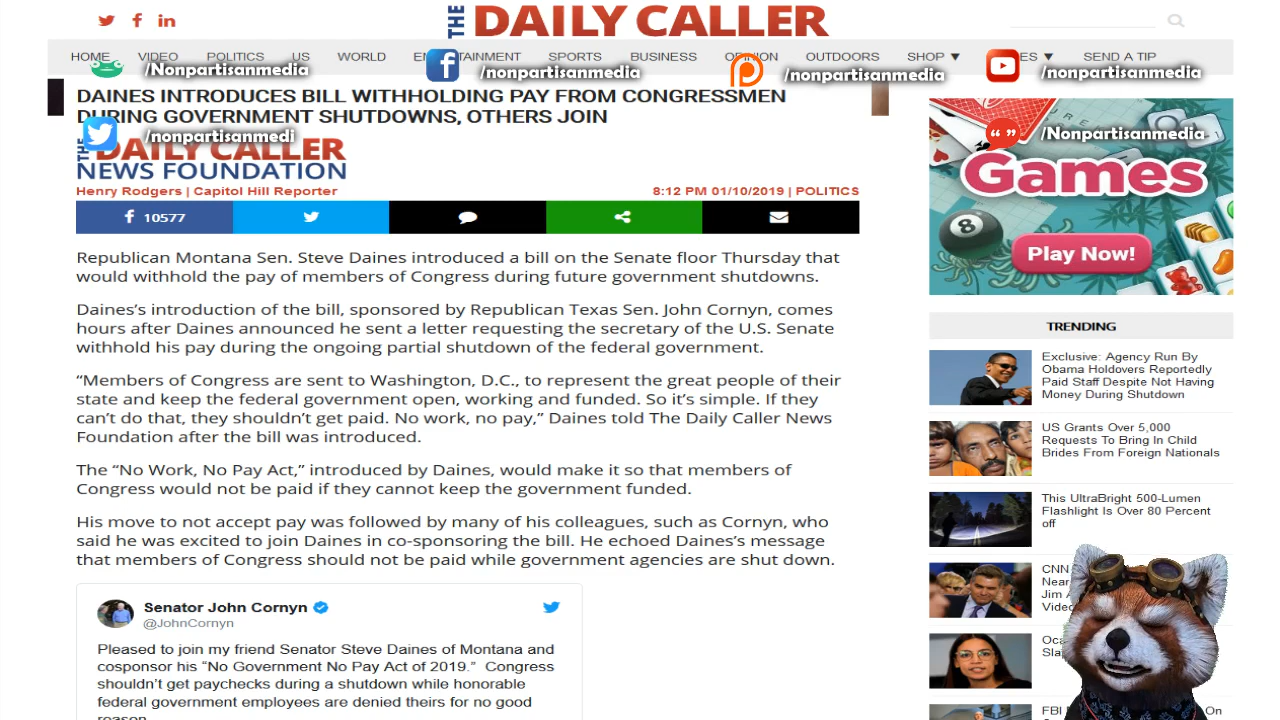 THE DAILY CALLER
HOME VIDEO POLITICS US WORLD TAINMENT SPORTS BUSINESS OPINION OUTDOORS SHOP ▼ ES ▼ SEND A TIP
/Nonpartisanmedia /nonpartisanmedia /nonpartisanmedia /nonpartisanmedia
DAINES INTRODUCES BILL WITHHOLDING PAY FROM CONGRESSMEN
DURING GOVERNMENT SHUTDOWNS, OTHERS JOIN
/nonpartisanmedi
/Nonpartisanmedia
THE DAILY CALLER
NEWS FOUNDATION
Henry Rodgers | Capitol Hill Reporter
8:12 PM 01/10/2019 | POLITICS
10577
Republican Montana Sen. Steve Daines introduced a bill on the Senate floor Thursday that
would withhold the pay of members of Congress during future government shutdowns.
Daines’s introduction of the bill, sponsored by Republican Texas Sen. John Cornyn, comes
hours after Daines announced he sent a letter requesting the secretary of the U.S. Senate
withhold his pay during the ongoing partial shutdown of the federal government.
“Members of Congress are sent to Washington, D.C., to represent the great people of their
state and keep the federal government open, working and funded. So it’s simple. If they
can’t do that, they shouldn’t get paid. No work, no pay,” Daines told The Daily Caller News
Foundation after the bill was introduced.
The “No Work, No Pay Act,” introduced by Daines, would make it so that members of
Congress would not be paid if they cannot keep the government funded.
His move to not accept pay was followed by many of his colleagues, such as Cornyn, who
said he was excited to join Daines in co-sponsoring the bill. He echoed Daines’s message
that members of Congress should not be paid while government agencies are shut down.
Senator John Cornyn
@JohnCornyn
Pleased to join my friend Senator Steve Daines of Montana and
cosponsor his “No Government No Pay Act of 2019.” Congress
shouldn’t get paychecks during a shutdown while honorable
federal government employees are denied theirs for no good
reason
Games
8
Play Now!
TRENDING
Exclusive: Agency Run By
Obama Holdovers Reportedly
Paid Staff Despite Not Having
Money During Shutdown
US Grants Over 5,000
Requests To Bring In Child
Brides From Foreign Nationals
This UltraBright 500-Lumen
Flashlight Is Over 80 Percent
off
CNN
Near
Jim A
Video
Oca
Sla
FBI On